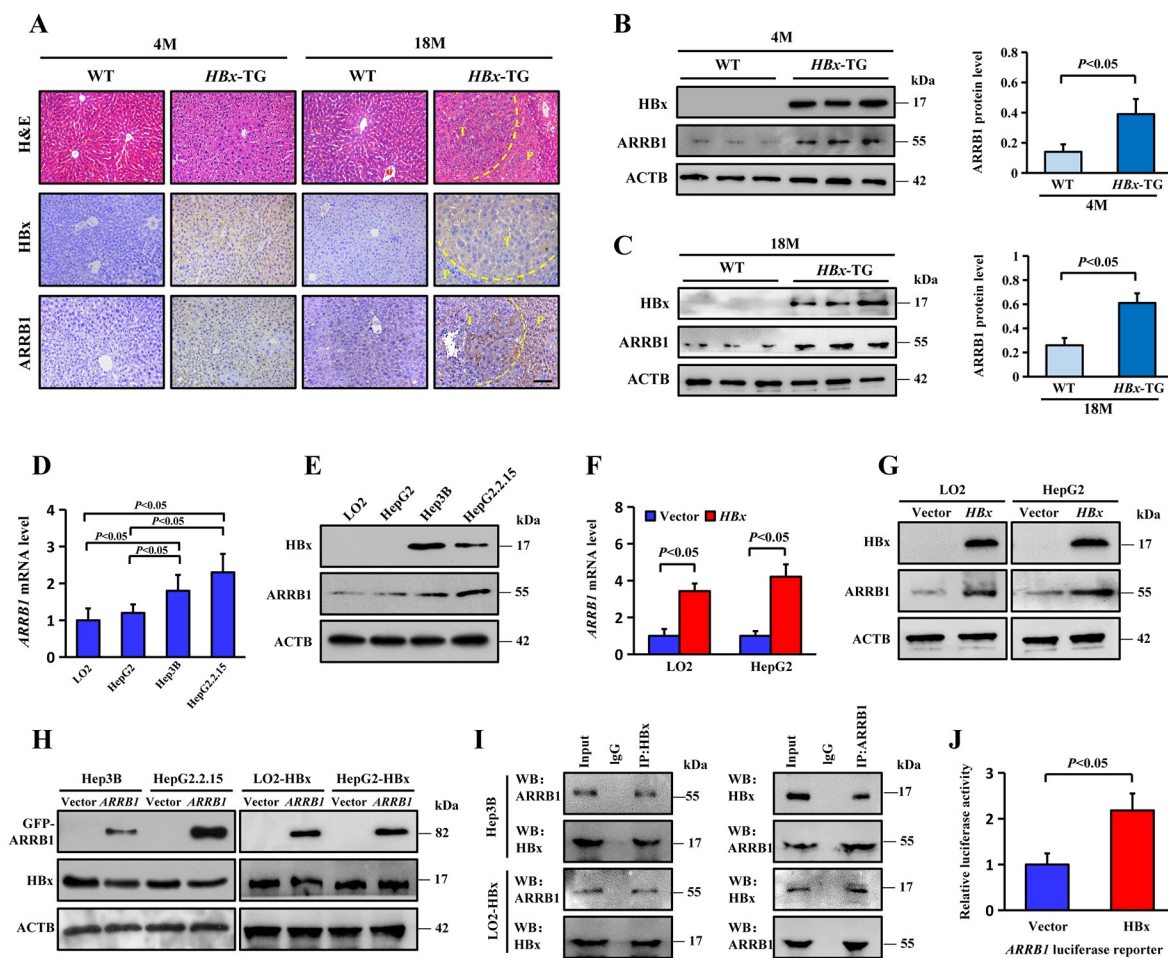 A
4M
18M
WT
HBx-TG
WT
HBx-TG
H&E
T
P
HBx
T
P
ARRB1
T
P
B
4M
WT
HBx-TG
kDa
HBx
17
ARRB1
55
ACTB
42
ARRB1 protein level
0.8
0.6
0.4
0.2
0
P<0.05
WT
HBx-TG
4M
C
18M
WT
HBx-TG
kDa
HBx
17
ARRB1
55
ACTB
42
ARRB1 protein level
1
0.8
0.6
0.4
0.2
0
P<0.05
WT
HBx-TG
18M
D
ARRB1 mRNA level
4
3
2
1
0
P<0.05
P<0.05
P<0.05
P<0.05
LO2
HepG2
Hep3B
HepG2.2.15
E
LO2
HepG2
Hep3B
HepG2.2.15
kDa
HBx
17
ARRB1
55
ACTB
42
F
ARRB1 mRNA level
8
6
4
2
0
Vector
HBx
P<0.05
P<0.05
LO2
HepG2
G
LO2
HepG2
Vector
HBx
Vector
HBx
kDa
HBx
17
ARRB1
55
ACTB
42
H
Hep3B
HepG2.2.15
LO2-HBx
HepG2-HBx
Vector ARRB1
Vector ARRB1
Vector ARRB1
Vector ARRB1
kDa
GFP-
ARRB1
82
HBx
17
ACTB
42
I
Input
IgG
IP:HBx
kDa
Hep3B
WB:
ARRB1
55
WB:
HBx
17
LO2-HBx
WB:
ARRB1
55
WB:
HBx
17
Input
IgG
IP:ARRB1
kDa
WB:
HBx
17
WB:
ARRB1
55
WB:
HBx
17
WB:
ARRB1
55
J
Relative luciferase activity
3
2
1
0
P<0.05
Vector
HBx
ARRB1 luciferase reporter